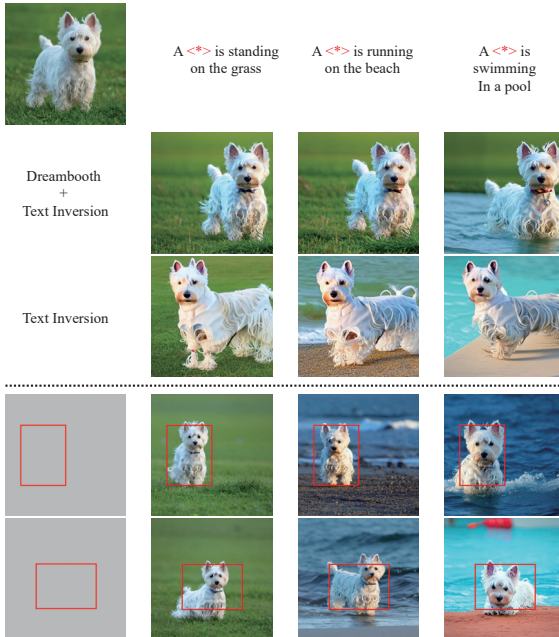 A <*> is standing
on the grass
A <*> is running
on the beach
A <*> is
swimming
In a pool
Dreambooth
+
Text Inversion
Text Inversion